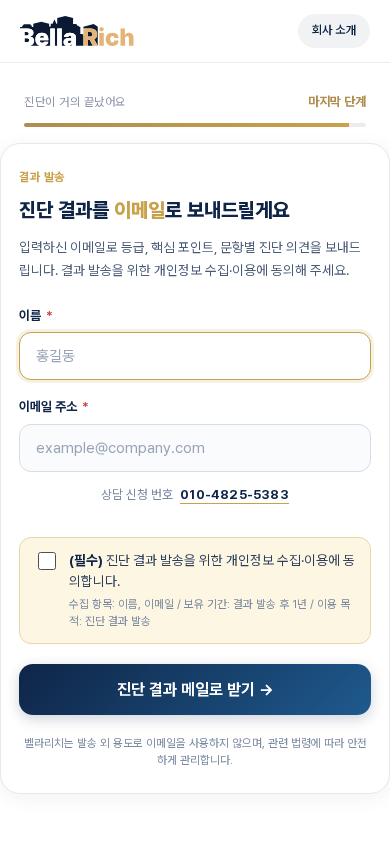 Bella Rich
회사 소개
진단이 거의 끝났어요
마지막 단계
결과 발송
진단 결과를 이메일로 보내드릴게요
입력하신 이메일로 등급, 핵심 포인트, 문항별 진단 의견을 보내드
립니다. 결과 발송을 위한 개인정보 수집·이용에 동의해 주세요.
이름 *
홍길동
이메일 주소 *
example@company.com
상담 신청 번호 010-4825-5383
(필수) 진단 결과 발송을 위한 개인정보 수집·이용에 동
의합니다.
수집 항목: 이름, 이메일 / 보유 기간: 결과 발송 후 1년 / 이용 목
적: 진단 결과 발송
진단 결과 메일로 받기 →
벨라리치는 발송 외 용도로 이메일을 사용하지 않으며, 관련 법령에 따라 안전
하게 관리합니다.